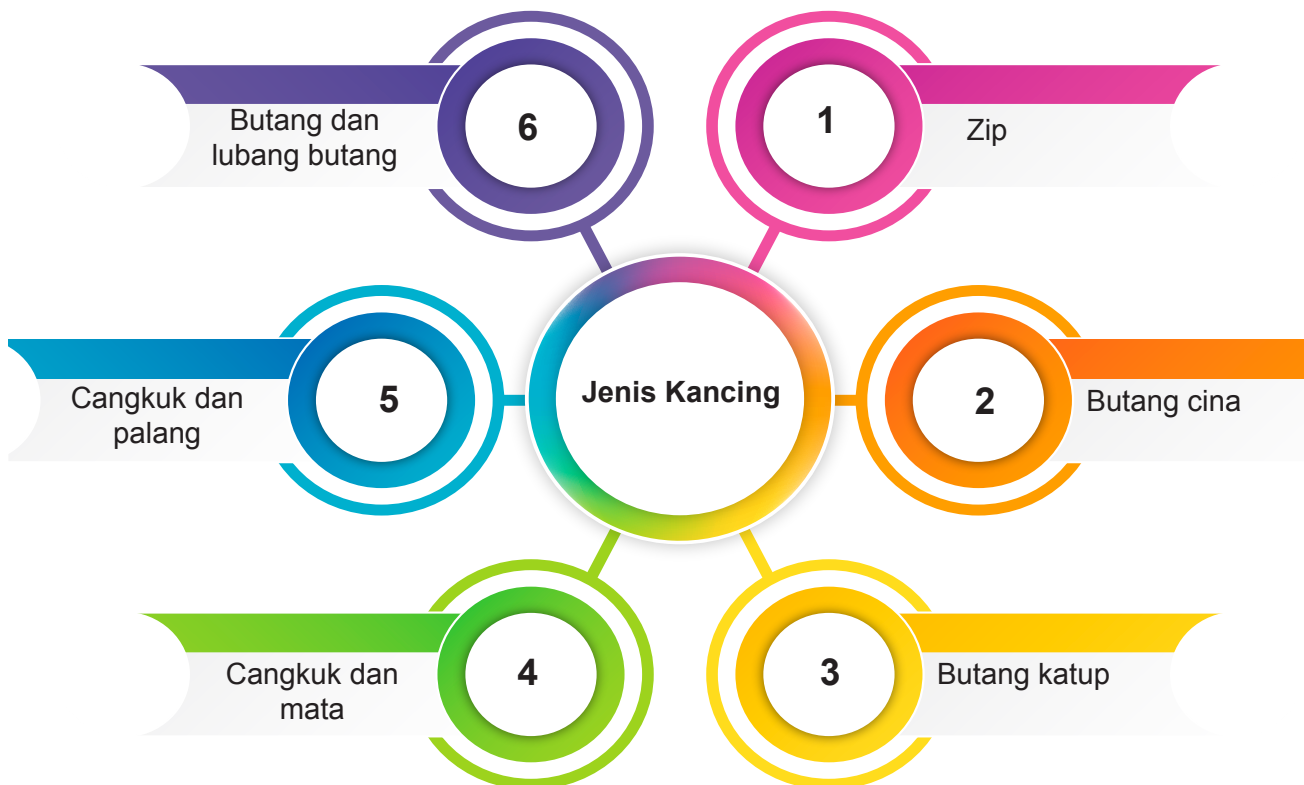 Jenis Kancing
1
Zip
2
Butang cina
3
Butang katup
4
Cangkuk dan
mata
5
Cangkuk dan
palang
6
Butang dan
lubang butang